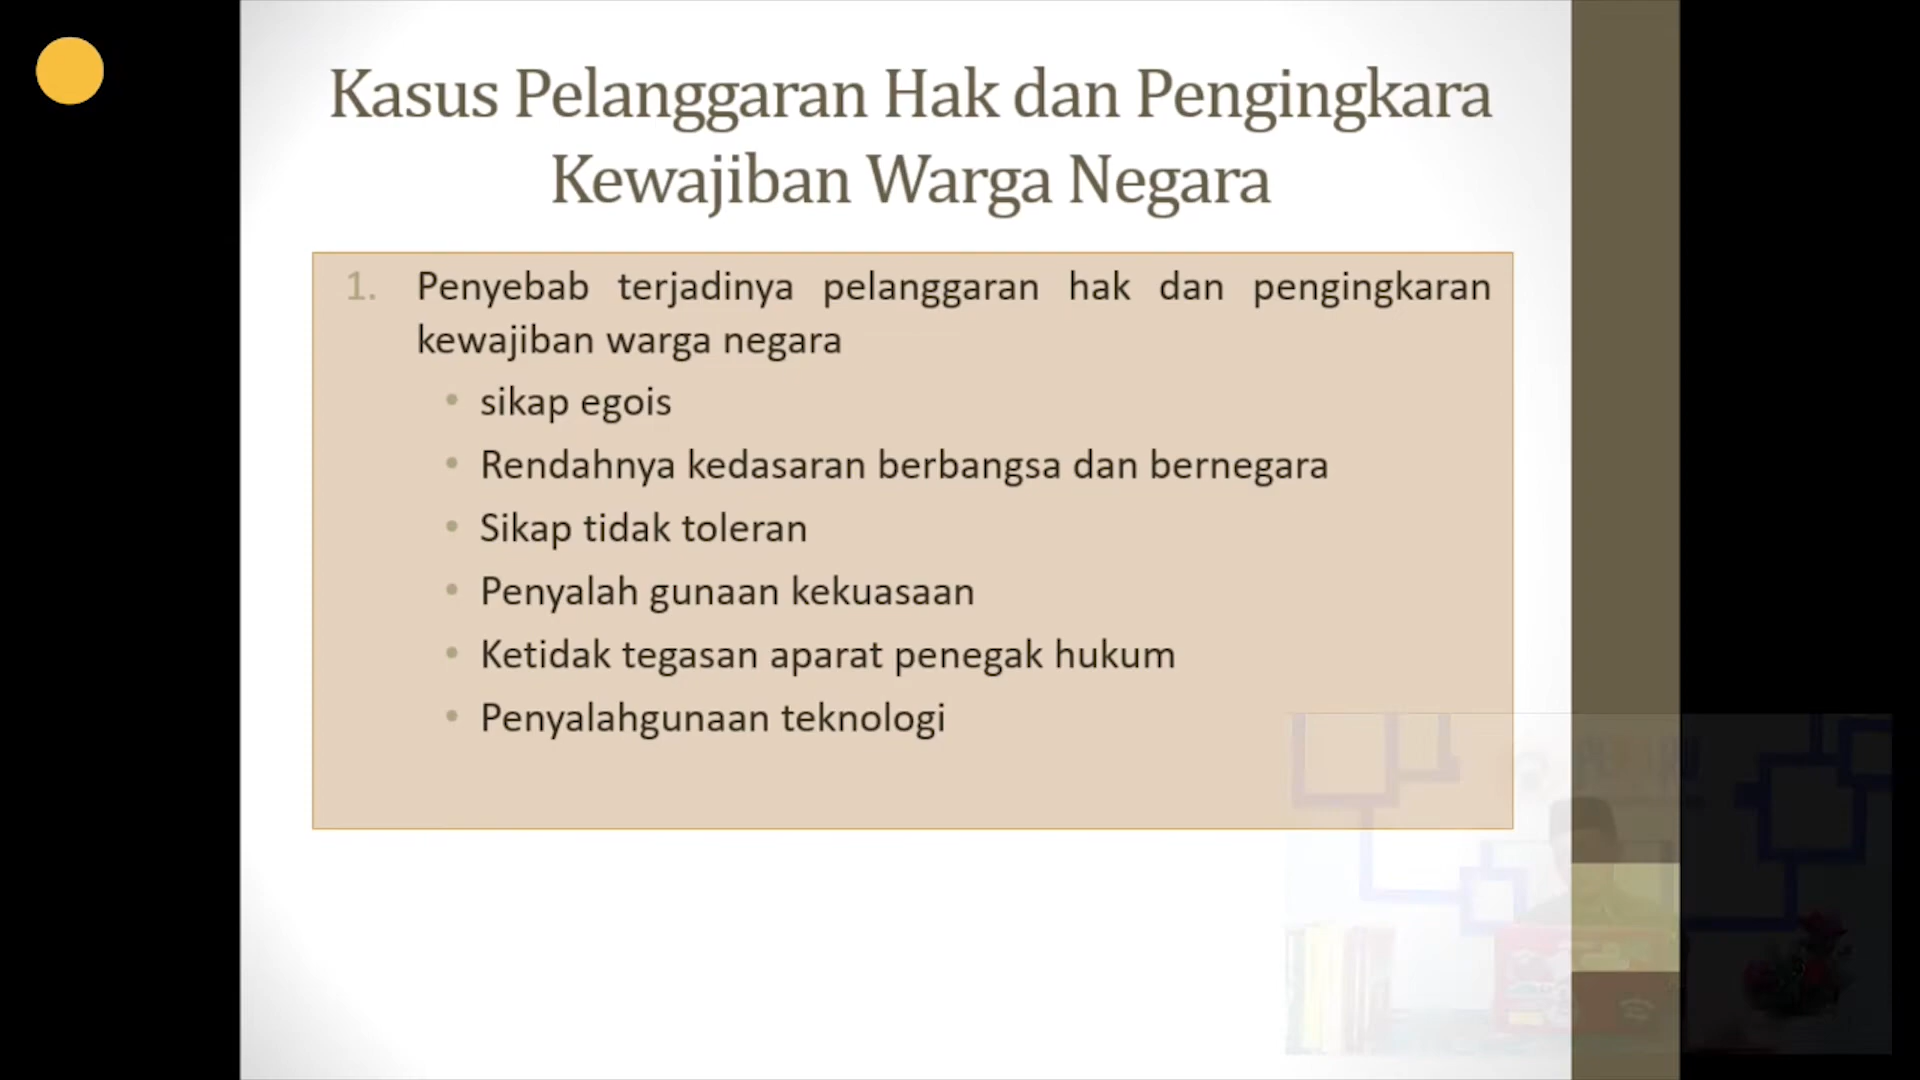 Kasus Pelanggaran Hak dan Pengingkara
Kewajiban Warga Negara
1. Penyebab terjadinya pelanggaran hak dan pengingkaran
kewajiban warga negara
• sikap egois
• Rendahnya kedasaran berbangsa dan bernegara
• Sikap tidak toleran
• Penyalah gunaan kekuasaan
• Ketidak tegasan aparat penegak hukum
• Penyalahgunaan teknologi